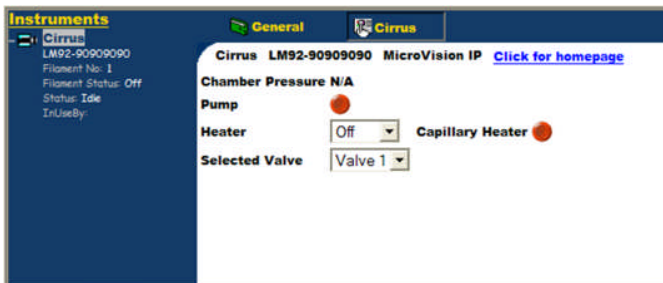 Instruments
Cirrus
LM92-90909090
Filament No: 1
Filament Status: Off
Status: Idle
InUseBy:
General
Cirrus
Cirrus LM92-90909090 MicroVision IP Click for homepage
Chamber Pressure N/A
Pump
Heater Off Capillary Heater
Selected Valve Valve 1